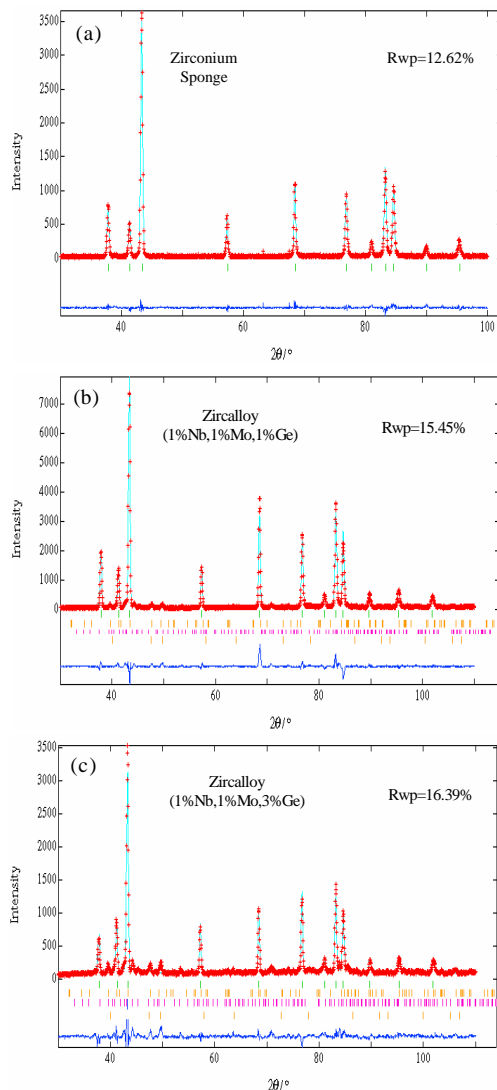 (a)
Zirconium
Sponge
Rwp=12.62%
Intensity
3500
3000
2500
2000
1500
1000
500
0
40 60 80 100
2θ/°
(b)
Zircalloy
(1%Nb,1%Mo,1%Ge)
Rwp=15.45%
Intensity
7000
6000
5000
4000
3000
2000
1000
0
40 60 80 100
2θ/°
(c)
Zircalloy
(1%Nb,1%Mo,3%Ge)
Rwp=16.39%
Intensity
3500
3000
2500
2000
1500
1000
500
0
40 60 80 100
2θ/°